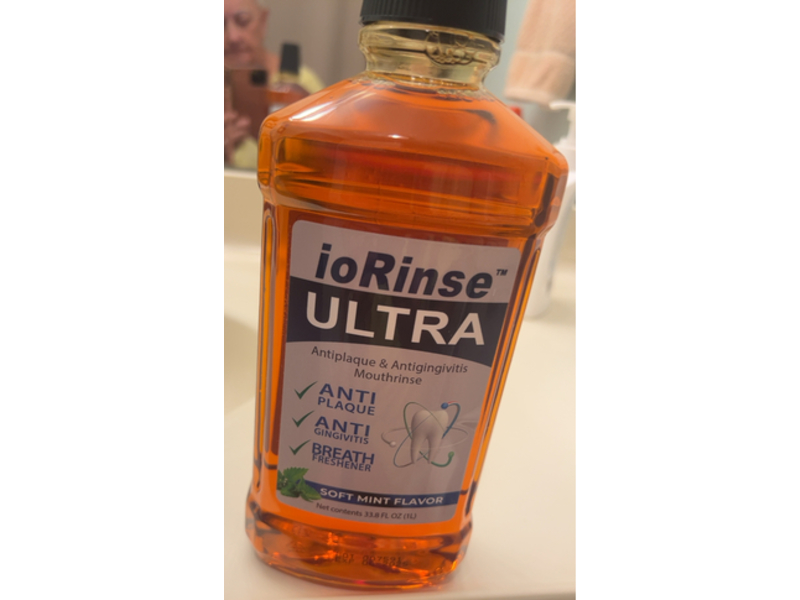 ioRinse™
ULTRA
Antiplaque & Antigingivitis
Mouthrinse
ANTI
PLAQUE
ANTI
GINGIVITIS
BREATH
FRESHENER
SOFT MINT FLAVOR
Net contents 33.8 FL OZ (1L)